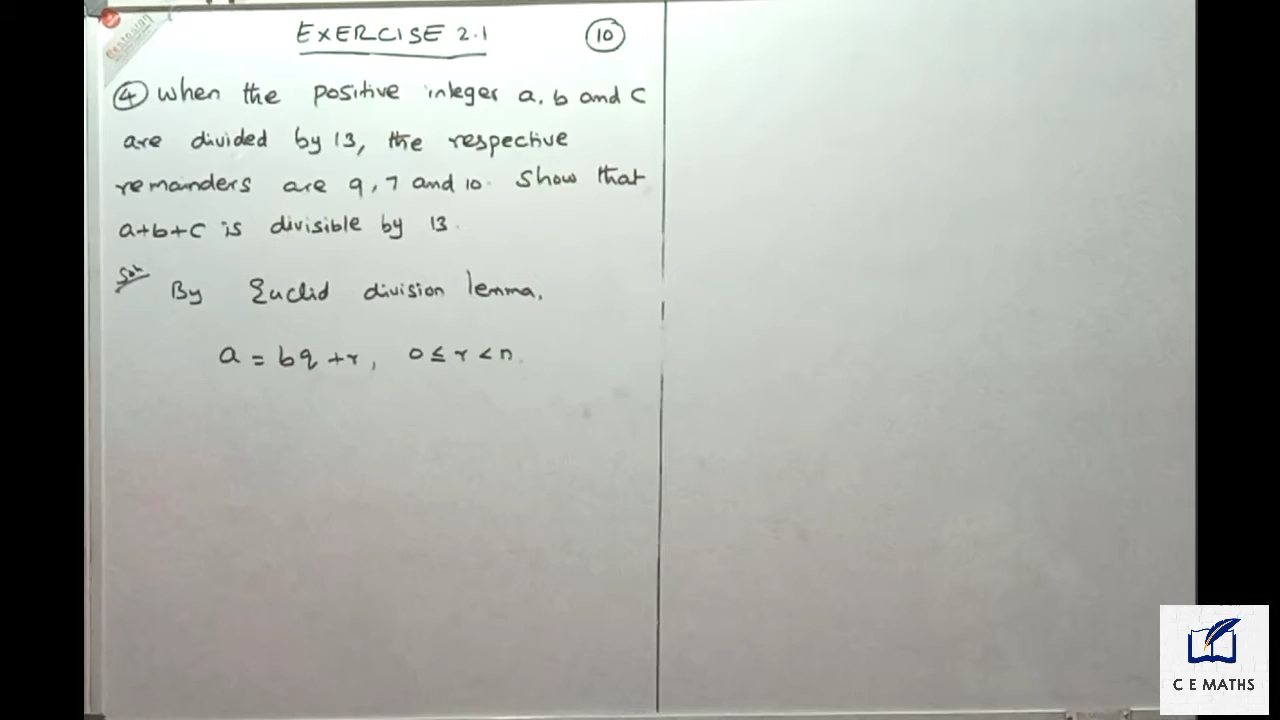 EXERCISE 2.1
10
4 When the positive integer a, b and c
are divided by 13, the respective
remainders are 9, 7 and 10. Show that
a+b+c is divisible by 13.
Soln
By Euclid division lemma,
a = bq + r, 0 ≤ r < n.
C E MATHS